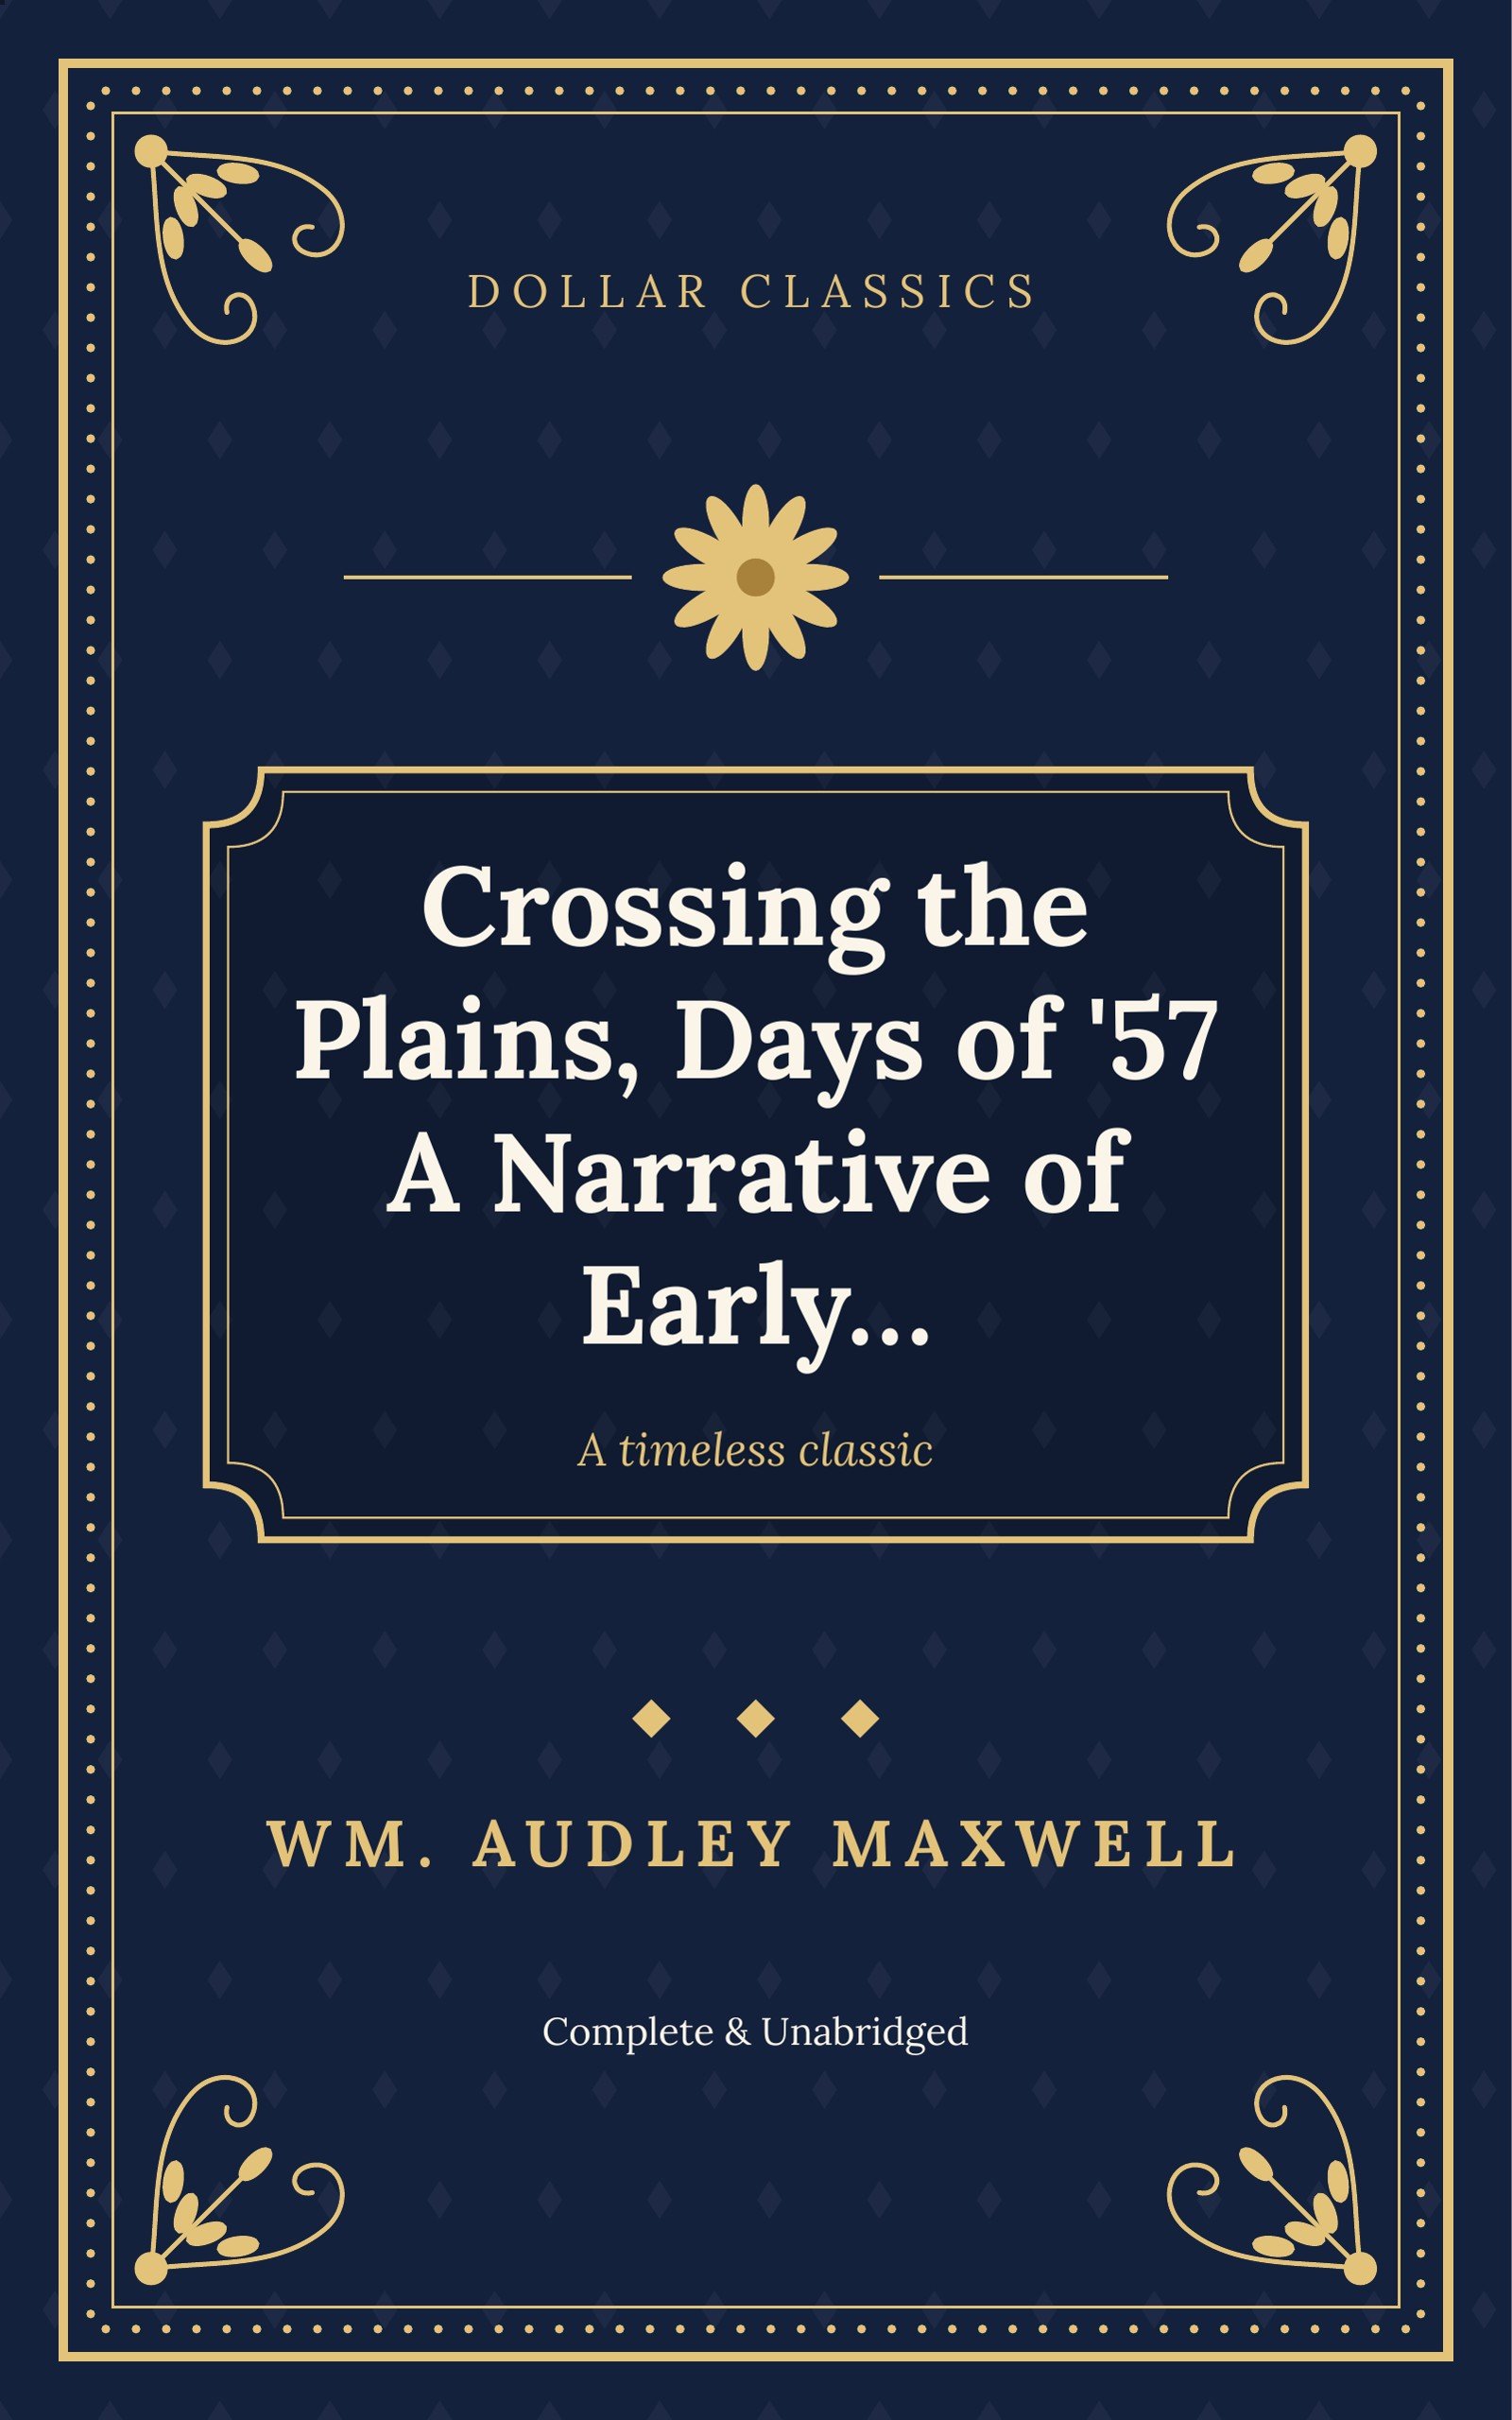 DOLLAR CLASSICS
Crossing the
Plains, Days of '57
A Narrative of
Early...
A timeless classic
WM. AUDLEY MAXWELL
Complete & Unabridged